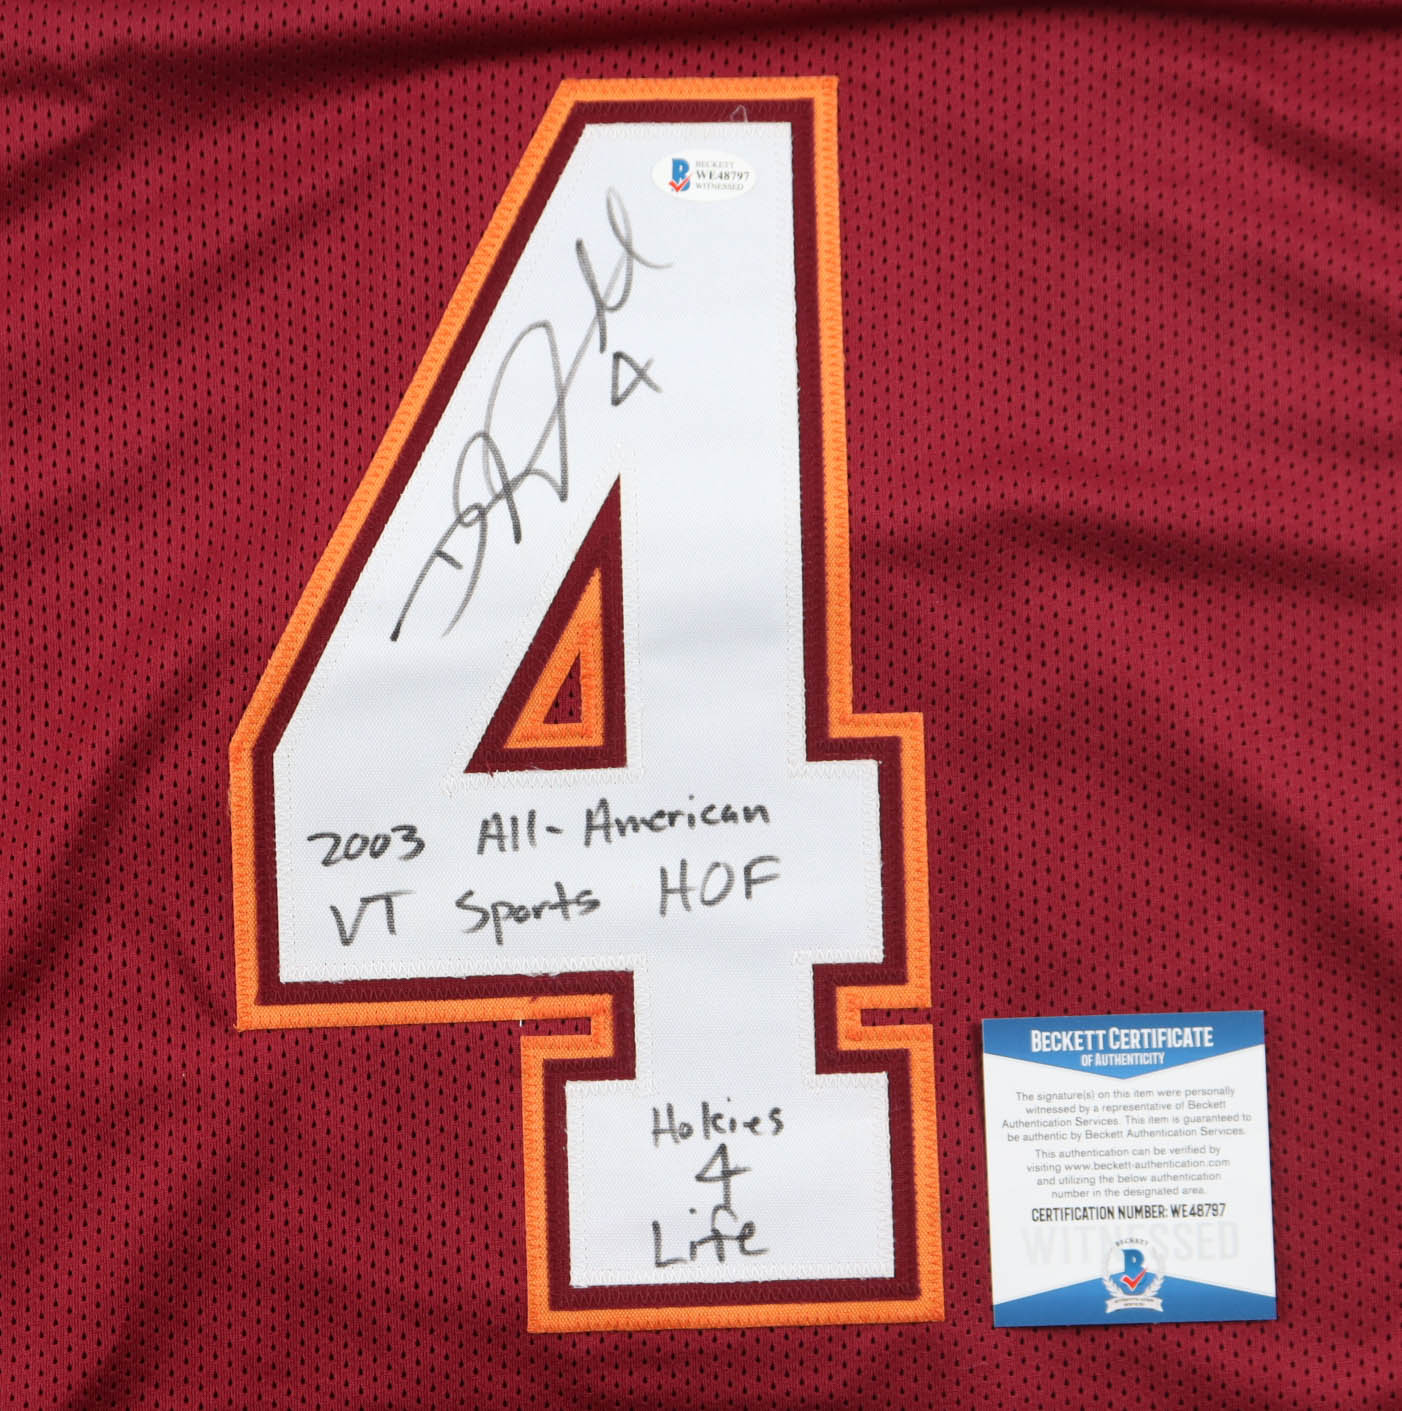 BECKETT
WE48797
WITNESSED
4
4
2003 All-American
VT Sports HOF
Hokies
4
Life
BECKETT CERTIFICATE
OF AUTHENTICITY
The signature(s) on this item were personally
witnessed by a representative of Beckett
Authentication Services. This item is guaranteed to
be authentic by Beckett Authentication Services.
This authentication can be verified by
visiting www.beckett-authentication.com
and utilizing the below authentication
number in the designated area.
CERTIFICATION NUMBER: WE48797
WITNESSED
BECKETT